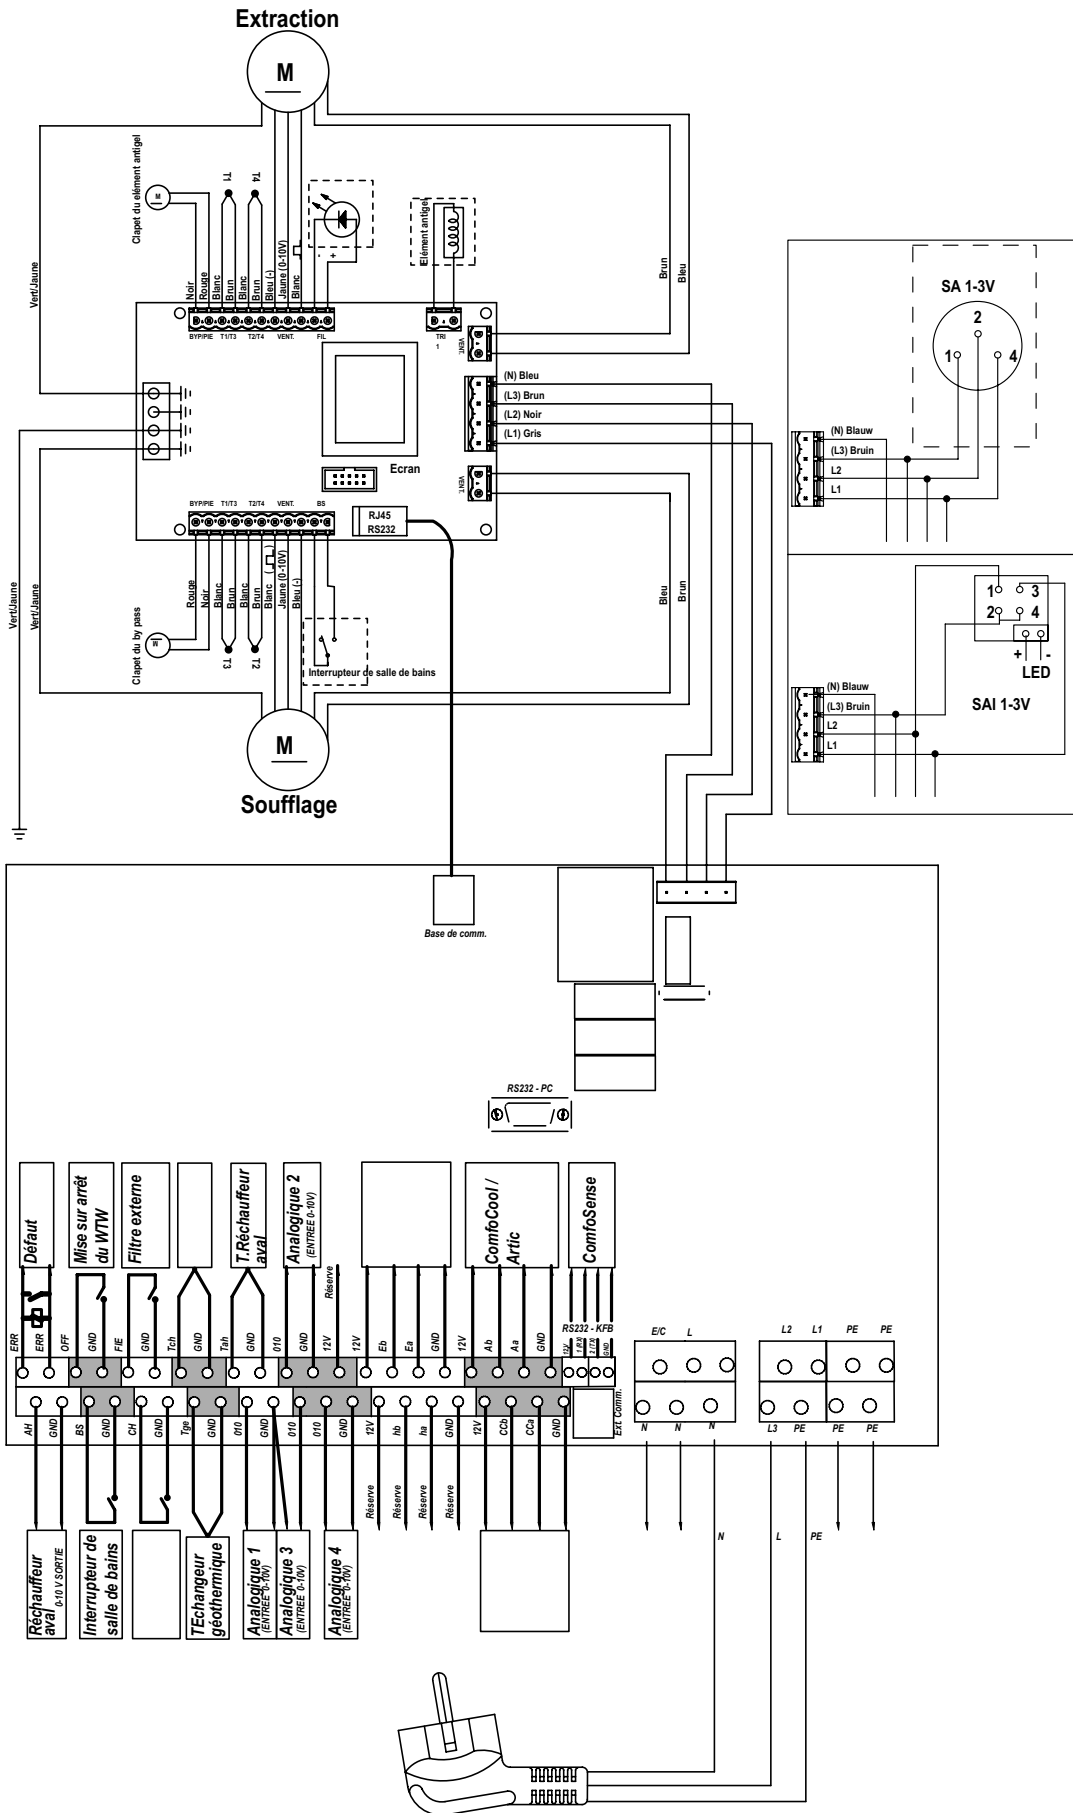 Extraction
M
Vert/Jaune
Clapet du elément antigel
M
T1
T4
- +
Elément antigel
Brun
Bleu
Noir
Rouge
Blanc
Brun
Blanc
Brun
Bleu (-)
Jaune (0-10V)
Blanc
BYP/PIE T1/T3 T2/T4 VENT. FIL
TRI
1
VENT.
(N) Bleu
(L3) Brun
(L2) Noir
(L1) Gris
Ecran
VENT.
BYP/PIE T1/T3 T2/T4 VENT. BS
RJ45
RS232
Vert/Jaune
Vert/Jaune
Clapet du by pass
M
Rouge
Noir
Blanc
Brun
Blanc
Brun
Blanc
( )
Jaune (0-10V)
Bleu (-)
T3
T2
Interrupteur de salle de bains
Bleu
Brun
M
Soufflage
SA 1-3V
2
1
4
(N) Blauw
(L3) Bruin
L2
L1
1 3
2 4
+ -
LED
SAI 1-3V
(N) Blauw
(L3) Bruin
L2
L1
Base de comm.
RS232 - PC
Défaut
Mise sur arrêt
du WTW
Filtre externe
T.Réchauffeur
aval
Analogique 2
(ENTREE 0-10V)
Réserve
ComfoCool /
Artic
ComfoSense
RS232 - KFB
ERR
ERR
OFF
GND
FIE
GND
Tch
GND
Tah
GND
010
GND
12V
12V
Eb
Ea
GND
12V
Ab
Aa
GND
12V
1 (RX)
2 (TX)
GND
AH
GND
BS
GND
CH
GND
Tge
GND
010
GND
010
010
GND
12V
hb
ha
GND
12V
CCb
CCa
GND
Ext. Comm.
E/C L
N N N
L2 L1 PE PE
L3 PE PE PE
Réserve
Réserve
Réserve
Réserve
N
L
PE
Réchauffeur
aval
0-10 V SORTIE
Interrupteur de
salle de bains
TEchangeur
géothermique
Analogique 1
(ENTREE 0-10V)
Analogique 3
(ENTREE 0-10V)
Analogique 4
(ENTREE 0-10V)